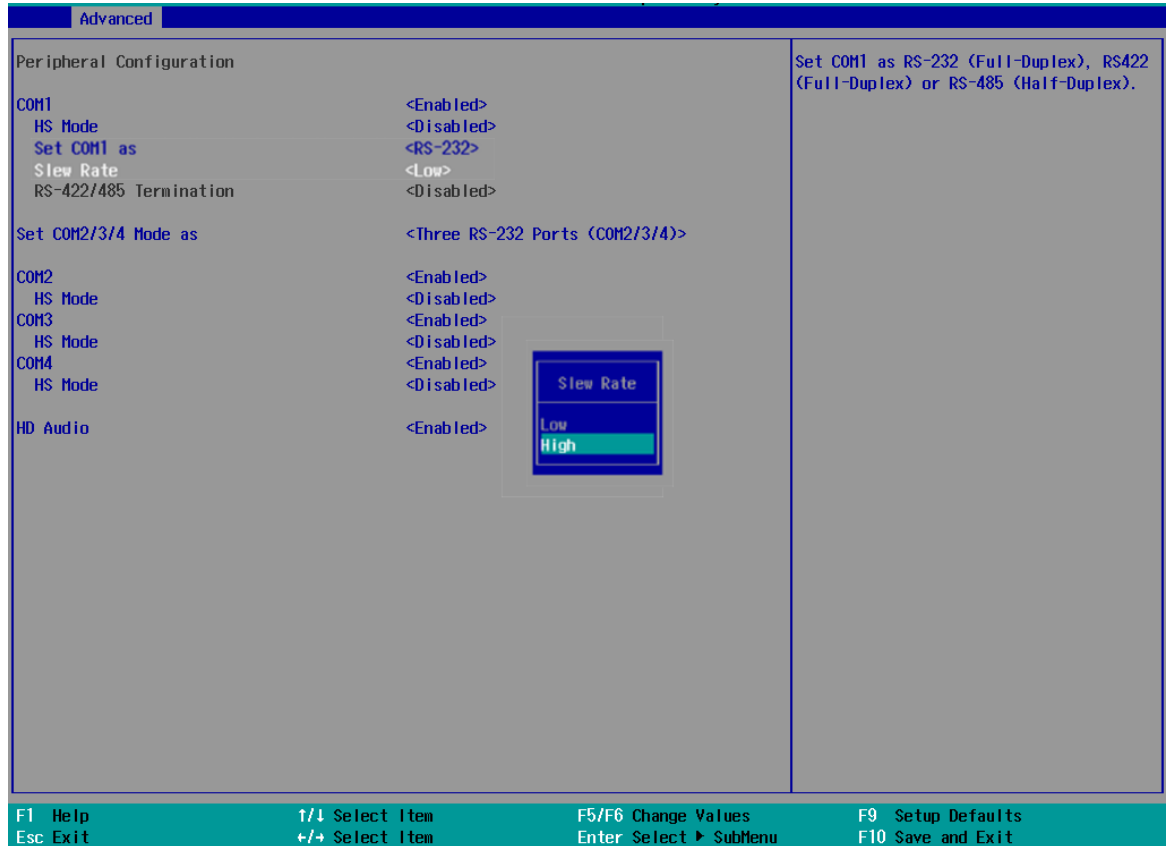 Advanced
Peripheral Configuration
Set COM1 as RS-232 (Full-Duplex), RS422
(Full-Duplex) or RS-485 (Half-Duplex).
COM1 <Enabled>
HS Mode <Disabled>
Set COM1 as <RS-232>
Slew Rate <Low>
RS-422/485 Termination <Disabled>
Set COM2/3/4 Mode as <Three RS-232 Ports (COM2/3/4)>
COM2 <Enabled>
HS Mode <Disabled>
COM3 <Enabled>
HS Mode <Disabled>
COM4 <Enabled>
HS Mode <Disabled>
HD Audio <Enabled>
Slew Rate
Low
High
F1 Help ↑/↓ Select Item F5/F6 Change Values F9 Setup Defaults
Esc Exit ←/→ Select Item Enter Select ▶ SubMenu F10 Save and Exit